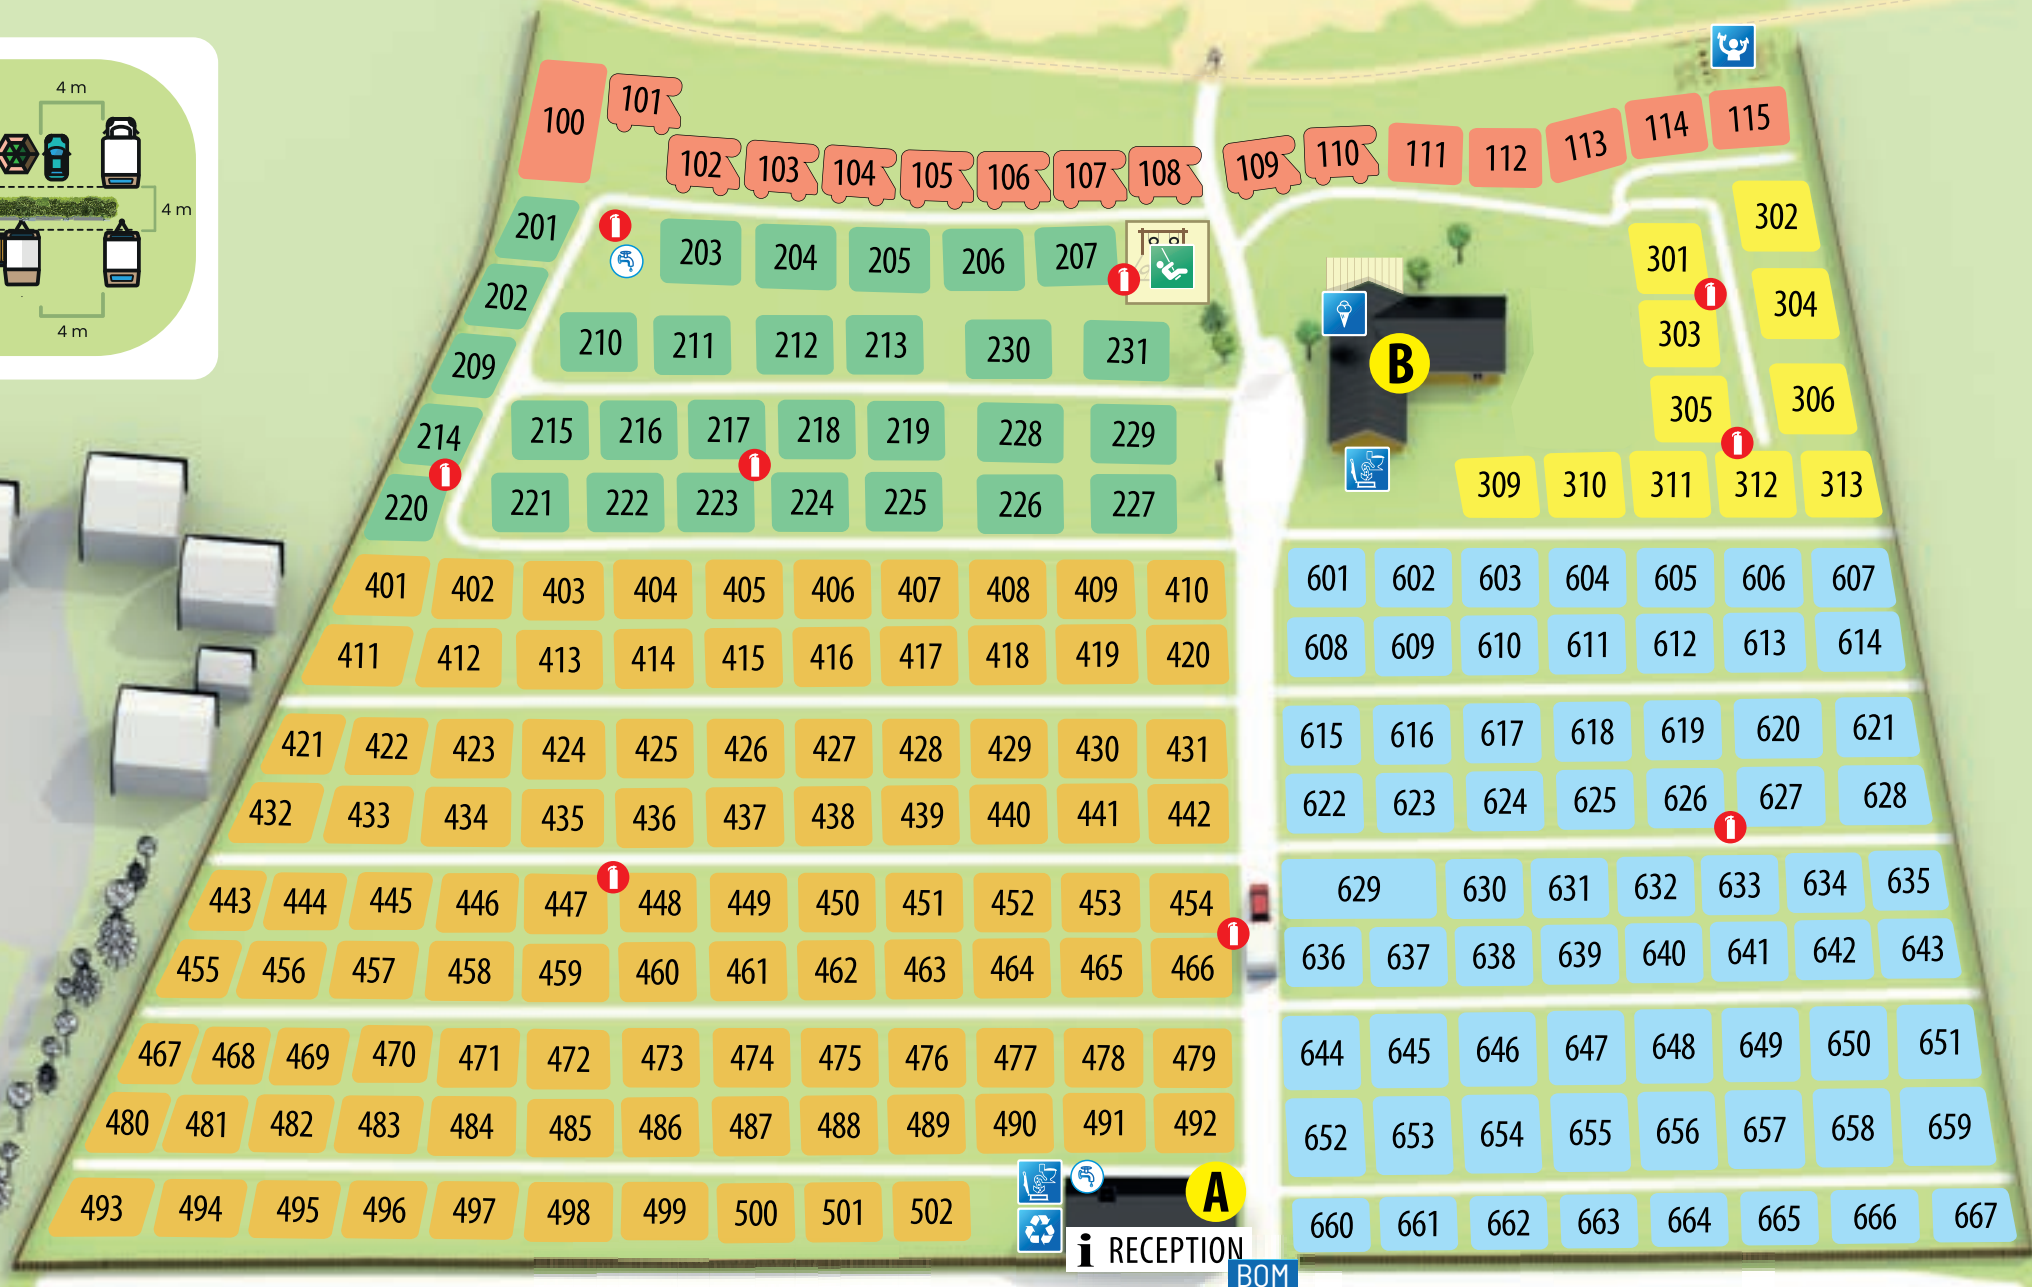 4 m
4 m
4 m
100 101
102 103 104 105 106 107 108 109 110 111 112 113 114 115
201 203 204 205 206 207 301 302
202 303 304
209 210 211 212 213 230 231 B 305 306
214 215 216 217 218 219 228 229
220 221 222 223 224 225 226 227 309 310 311 312 313
401 402 403 404 405 406 407 408 409 410 601 602 603 604 605 606 607
411 412 413 414 415 416 417 418 419 420 608 609 610 611 612 613 614
421 422 423 424 425 426 427 428 429 430 431 615 616 617 618 619 620 621
432 433 434 435 436 437 438 439 440 441 442 622 623 624 625 626 627 628
443 444 445 446 447 448 449 450 451 452 453 454 629 630 631 632 633 634 635
455 456 457 458 459 460 461 462 463 464 465 466 636 637 638 639 640 641 642 643
467 468 469 470 471 472 473 474 475 476 477 478 479 644 645 646 647 648 649 650 651
480 481 482 483 484 485 486 487 488 489 490 491 492 652 653 654 655 656 657 658 659
493 494 495 496 497 498 499 500 501 502 A 660 661 662 663 664 665 666 667
i RECEPTION
BOM